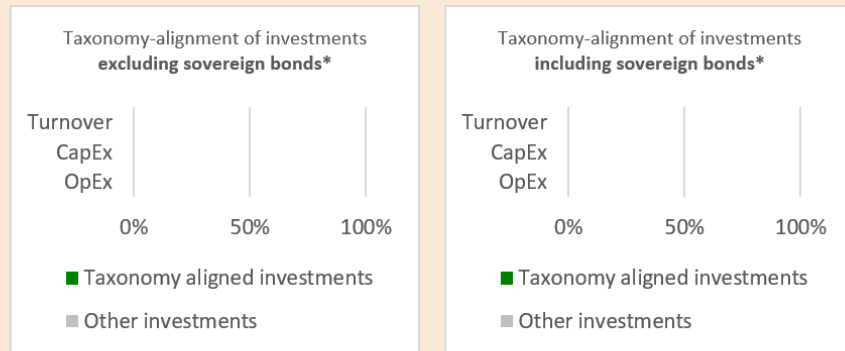 Taxonomy-alignment of investments
excluding sovereign bonds*
Turnover
CapEx
OpEx
0% 50% 100%
Taxonomy aligned investments
Other investments
Taxonomy-alignment of investments
including sovereign bonds*
Turnover
CapEx
OpEx
0% 50% 100%
Taxonomy aligned investments
Other investments